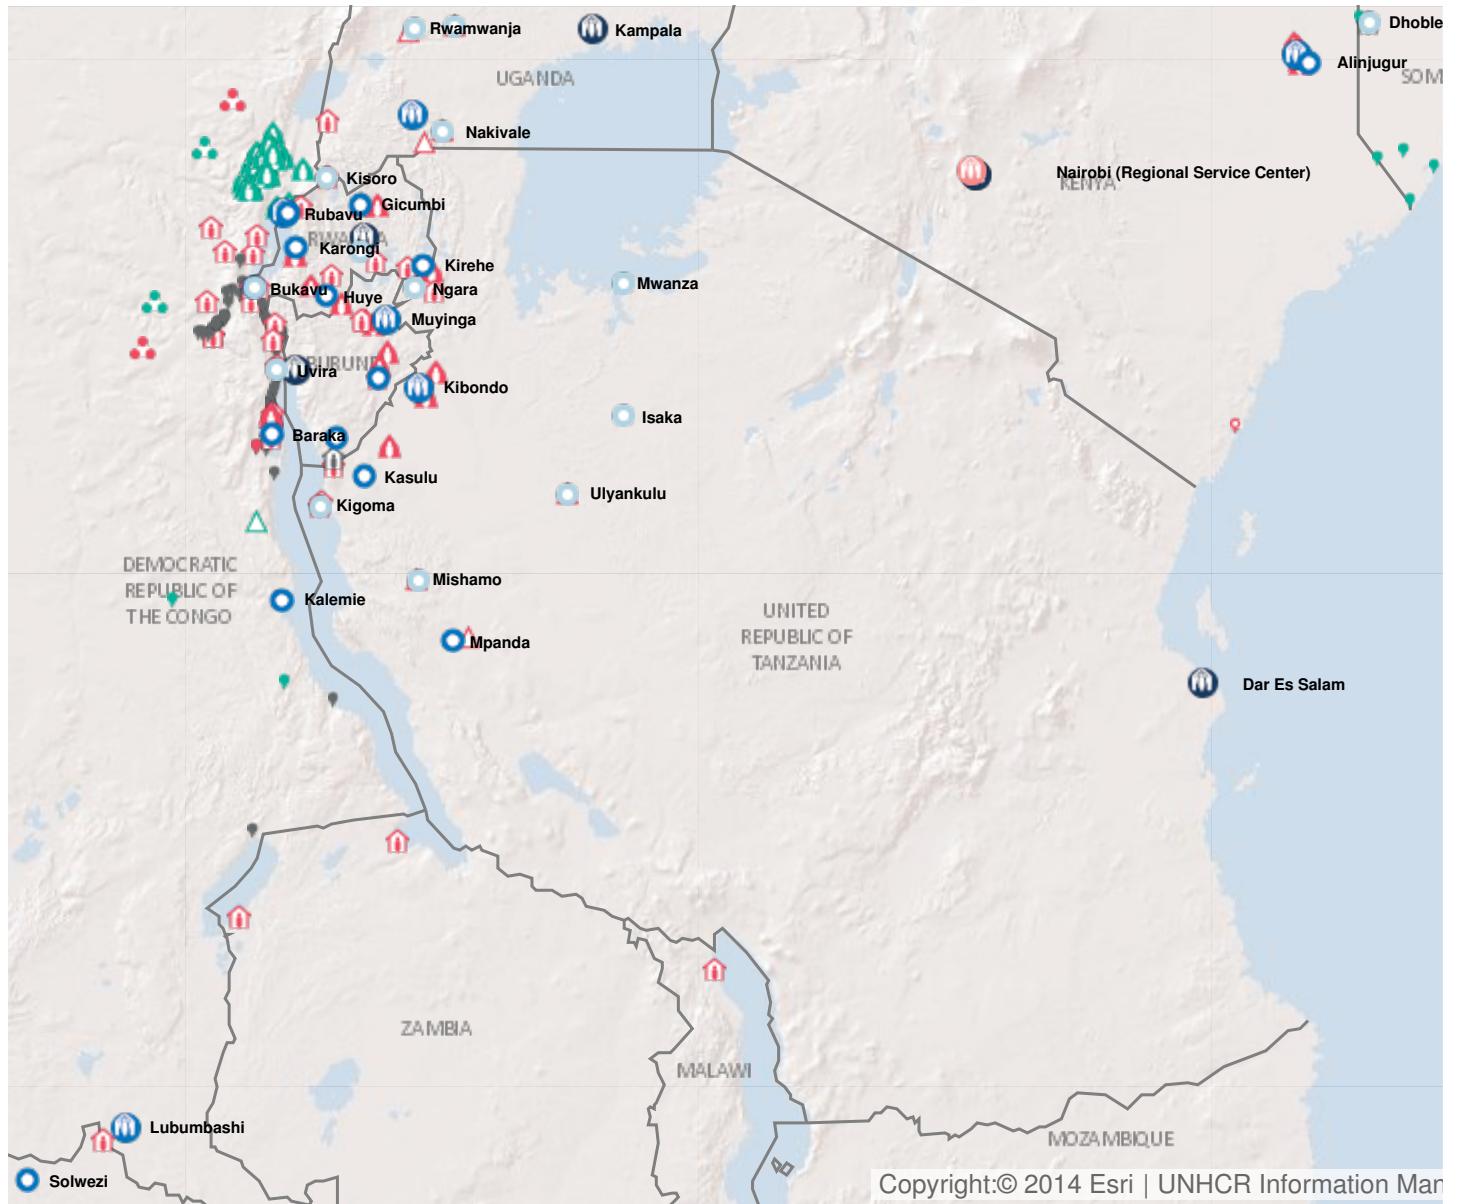 Rwamwanja
Kampala
Dhoble
Alinjugur
UGANDA
SOM
Nakivale
Nairobi (Regional Service Center)
KENYA
Kisoro
Gicumbi
Rubavu
RWANDA
Karongi
Kirehe
Bukavu
Huye
Ngara
Mwanza
Muyinga
BURUNDI
Uvira
Kibondo
Isaka
Baraka
Kasulu
Ulyankulu
Kigoma
DEMOCRATIC
REPUBLIC OF
THE CONGO
Mishamo
Kalemie
UNITED
REPUBLIC OF
TANZANIA
Mpanda
Dar Es Salam
ZAMBIA
MALAWI
Lubumbashi
MOZAMBIQUE
Solwezi
Copyright:© 2014 Esri | UNHCR Information Man